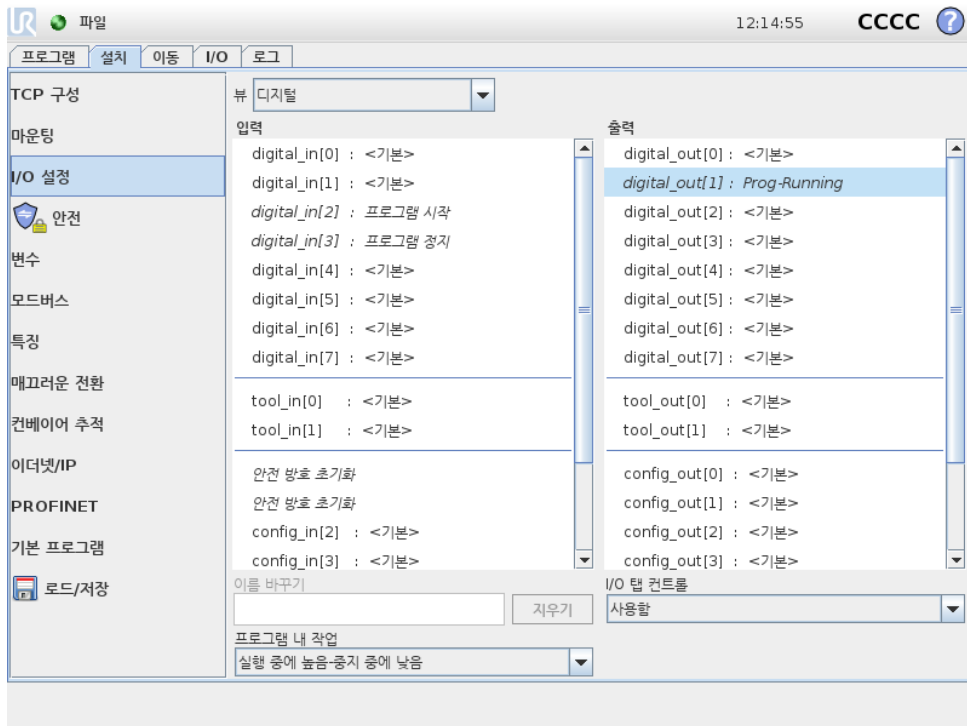 UR 파일 12:14:55 CCCC ?
프로그램 설치 이동 I/O 로그
TCP 구성
마운팅
I/O 설정
안전
변수
모드버스
특징
매끄러운 전환
컨베이어 추적
이더넷/IP
PROFINET
기본 프로그램
로드/저장
뷰 디지털
입력
digital_in[0] : <기본>
digital_in[1] : <기본>
digital_in[2] : 프로그램 시작
digital_in[3] : 프로그램 정지
digital_in[4] : <기본>
digital_in[5] : <기본>
digital_in[6] : <기본>
digital_in[7] : <기본>
tool_in[0] : <기본>
tool_in[1] : <기본>
안전 방호 초기화
안전 방호 초기화
config_in[2] : <기본>
config_in[3] : <기본>
출력
digital_out[0] : <기본>
digital_out[1] : Prog-Running
digital_out[2] : <기본>
digital_out[3] : <기본>
digital_out[4] : <기본>
digital_out[5] : <기본>
digital_out[6] : <기본>
digital_out[7] : <기본>
tool_out[0] : <기본>
tool_out[1] : <기본>
config_out[0] : <기본>
config_out[1] : <기본>
config_out[2] : <기본>
config_out[3] : <기본>
이름 바꾸기
지우기
프로그램 내 작업
실행 중에 높음-중지 중에 낮음
I/O 탭 컨트롤
사용함